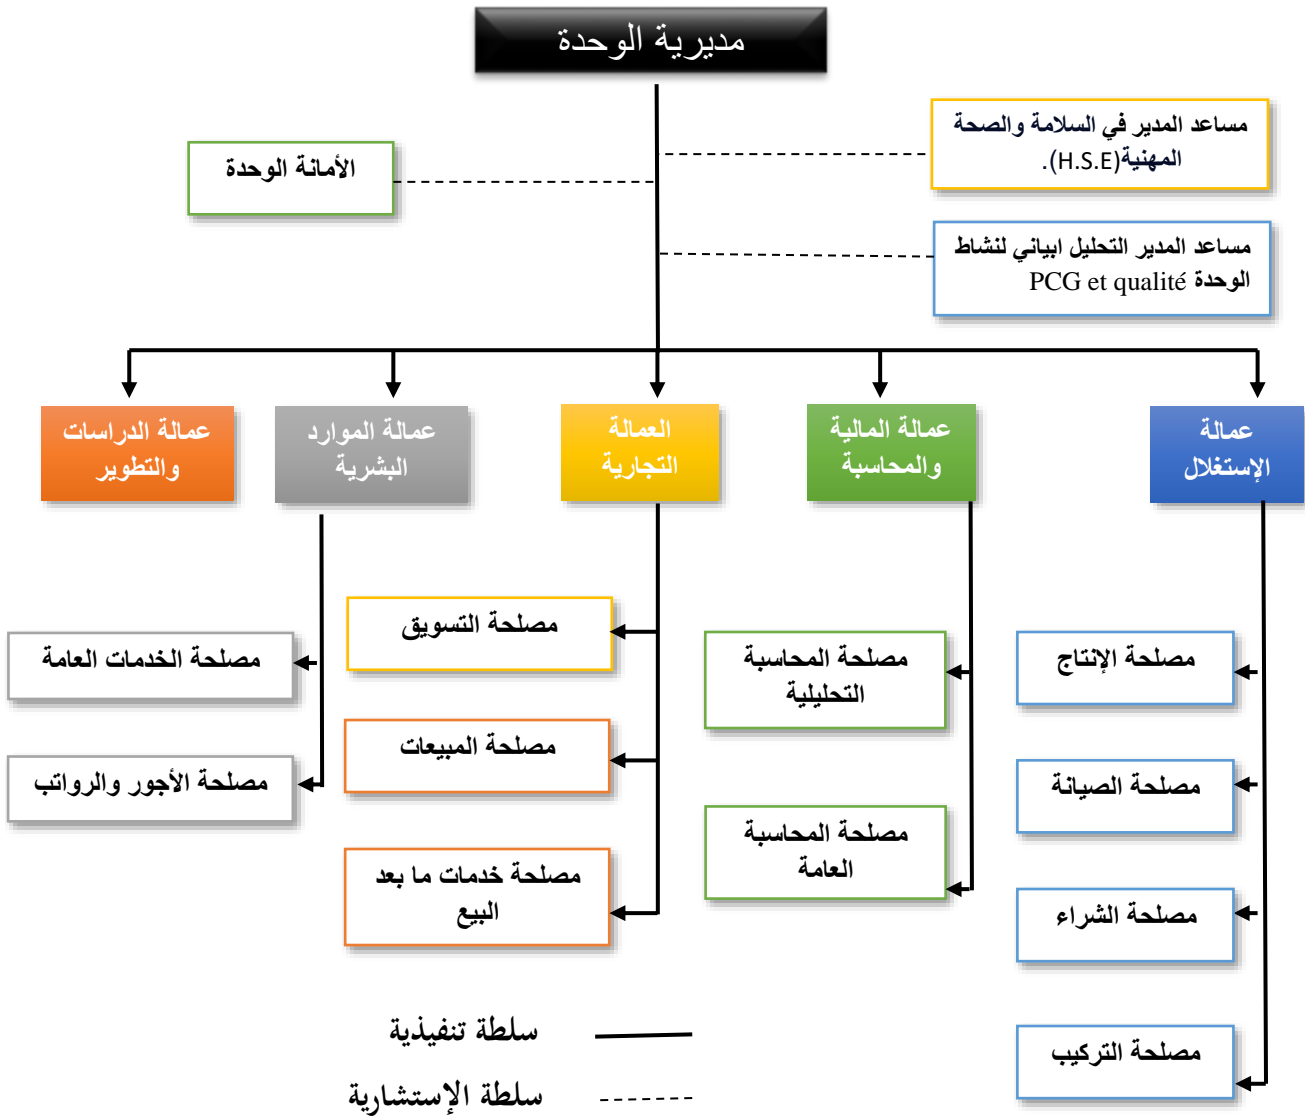 مديرية الوحدة
مساعد المدير في السلامة والصحة
المهنية(H.S.E).
الأمانة الوحدة
مساعد المدير التحليل ابياني لنشاط
الوحدة PCG et qualité
عمالة
الإستغلال
عمالة المالية
والمحاسبة
العمالة
التجارية
عمالة الموارد
البشرية
عمالة الدراسات
والتطوير
مصلحة الإنتاج
مصلحة الصيانة
مصلحة الشراء
مصلحة التركيب
مصلحة المحاسبة
التحليلية
مصلحة المحاسبة
العامة
مصلحة التسويق
مصلحة المبيعات
مصلحة خدمات ما بعد
البيع
مصلحة الخدمات العامة
مصلحة الأجور والرواتب
سلطة تنفيذية
سلطة الإستشارية